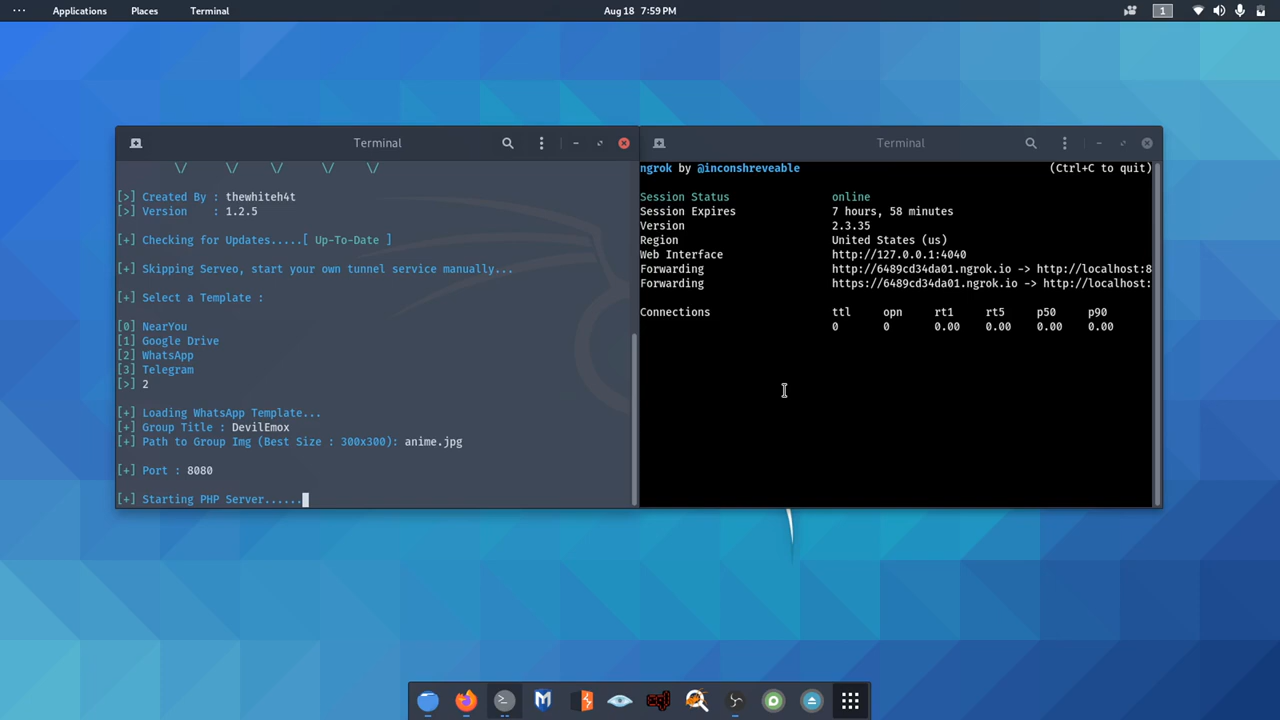 Applications Places Terminal Aug 18 7:59 PM 1
Terminal
[>] Created By : thewhiteh4t
[>] Version : 1.2.5
[+] Checking for Updates.....[ Up-To-Date ]
[+] Skipping Serveo, start your own tunnel service manually...
[+] Select a Template :
[0] NearYou
[1] Google Drive
[2] WhatsApp
[3] Telegram
[>] 2
[+] Loading WhatsApp Template...
[+] Group Title : DevilEmox
[+] Path to Group Img (Best Size : 300x300): anime.jpg
[+] Port : 8080
[+] Starting PHP Server......
Terminal
ngrok by @inconshreveable (Ctrl+C to quit)
Session Status online
Session Expires 7 hours, 58 minutes
Version 2.3.35
Region United States (us)
Web Interface http://127.0.0.1:4040
Forwarding http://6489cd34da01.ngrok.io -> http://localhost:8
Forwarding https://6489cd34da01.ngrok.io -> http://localhost:
Connections ttl opn rt1 rt5 p50 p90
0 0 0.00 0.00 0.00 0.00